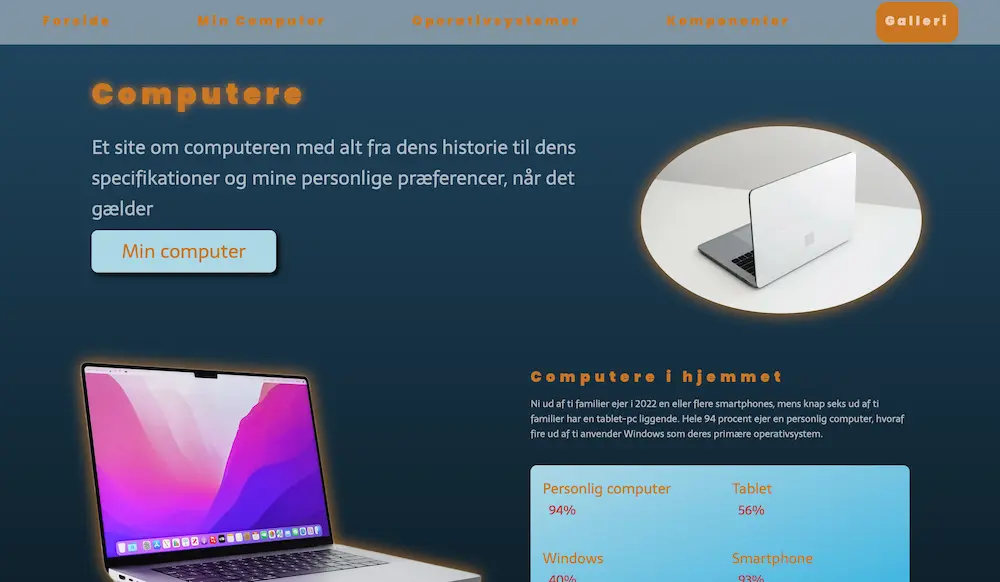 Forside
Min Computer
Operativsystemer
Komponenter
Galleri
Computere
Et site om computeren med alt fra dens historie til dens
specifikationer og mine personlige præferencer, når det
gælder
Min computer
Computere i hjemmet
Ni ud af ti familier ejer i 2022 en eller flere smartphones, mens knap seks ud af ti
familier har en tablet-pc liggende. Hele 94 procent ejer en personlig computer, hvoraf
fire ud af ti anvender Windows som deres primære operativsystem.
Personlig computer
Tablet
94%
56%
Windows
Smartphone
40%
93%